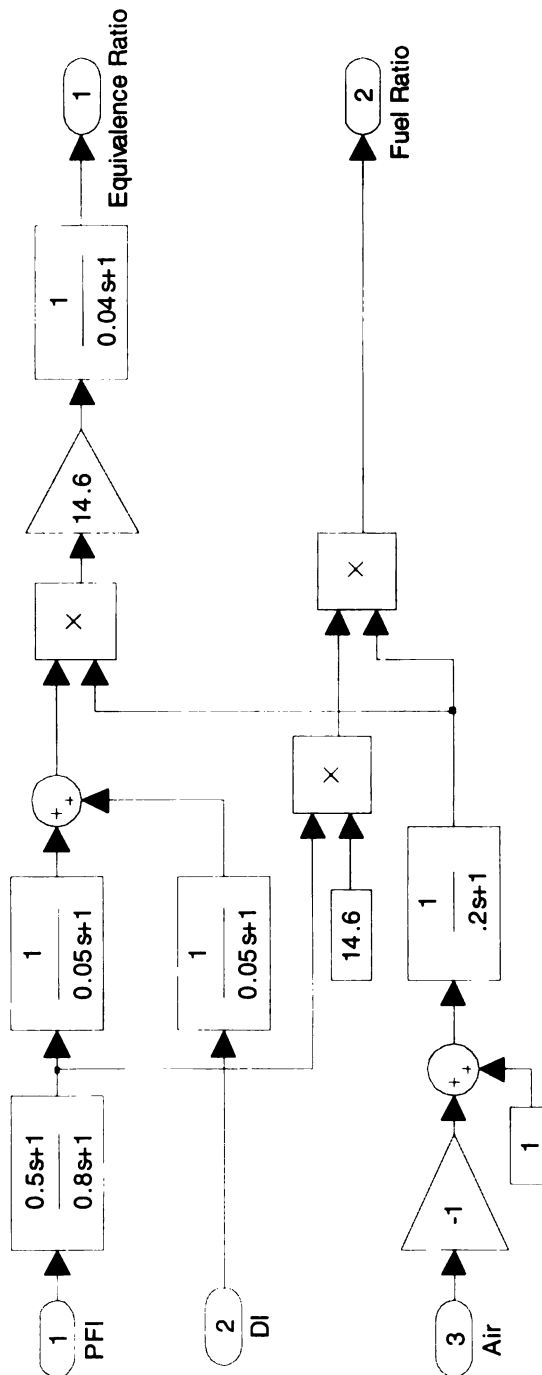 1
PFI
0.5s+1
0.8s+1
1
0.05s+1
+
+
×
14.6
1
0.04s+1
1
Equivalence Ratio
2
DI
1
0.05s+1
14.6
×
×
2
Fuel Ratio
3
Air
-1
1
+
+
1
.2s+1